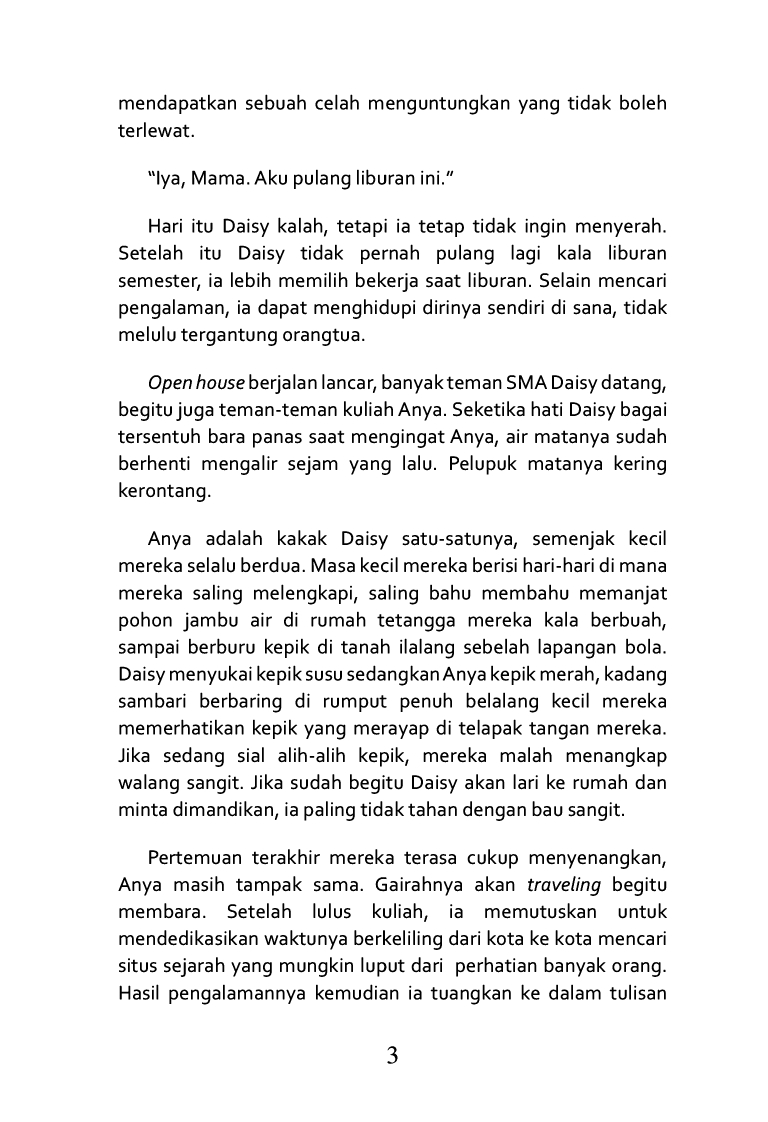 mendapatkan sebuah celah menguntungkan yang tidak boleh
terlewat.
“Iya, Mama. Aku pulang liburan ini.”
Hari itu Daisy kalah, tetapi ia tetap tidak ingin menyerah.
Setelah itu Daisy tidak pernah pulang lagi kala liburan
semester, ia lebih memilih bekerja saat liburan. Selain mencari
pengalaman, ia dapat menghidupi dirinya sendiri di sana, tidak
melulu tergantung orangtua.
Open house berjalan lancar, banyak teman SMA Daisy datang,
begitu juga teman-teman kuliah Anya. Seketika hati Daisy bagai
tersentuh bara panas saat mengingat Anya, air matanya sudah
berhenti mengalir sejam yang lalu. Pelupuk matanya kering
kerontang.
Anya adalah kakak Daisy satu-satunya, semenjak kecil
mereka selalu berdua. Masa kecil mereka berisi hari-hari di mana
mereka saling melengkapi, saling bahu membahu memanjat
pohon jambu air di rumah tetangga mereka kala berbuah,
sampai berburu kepik di tanah ilalang sebelah lapangan bola.
Daisy menyukai kepik susu sedangkan Anya kepik merah, kadang
sambari berbaring di rumput penuh belalang kecil mereka
memerhatikan kepik yang merayap di telapak tangan mereka.
Jika sedang sial alih-alih kepik, mereka malah menangkap
walang sangit. Jika sudah begitu Daisy akan lari ke rumah dan
minta dimandikan, ia paling tidak tahan dengan bau sangit.
Pertemuan terakhir mereka terasa cukup menyenangkan,
Anya masih tampak sama. Gairahnya akan traveling begitu
membara. Setelah lulus kuliah, ia memutuskan untuk
mendedikasikan waktunya berkeliling dari kota ke kota mencari
situs sejarah yang mungkin luput dari perhatian banyak orang.
Hasil pengalamannya kemudian ia tuangkan ke dalam tulisan
3